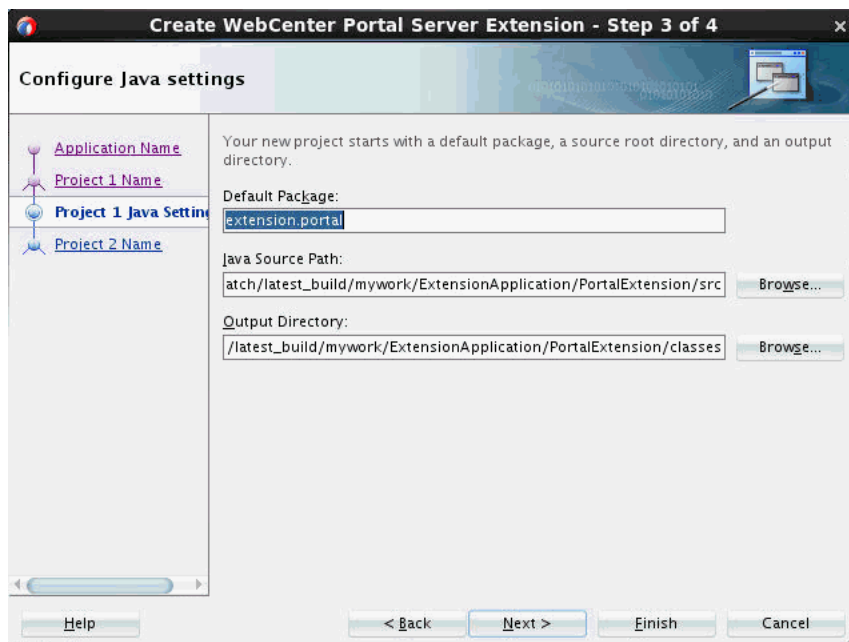 Create WebCenter Portal Server Extension - Step 3 of 4
Configure Java settings
Application Name
Project 1 Name
Project 1 Java Setting
Project 2 Name
Your new project starts with a default package, a source root directory, and an output
directory.
Default Package:
extension.portal
Java Source Path:
atch/latest_build/mywork/ExtensionApplication/PortalExtension/src
Browse...
Output Directory:
/latest_build/mywork/ExtensionApplication/PortalExtension/classes
Browse...
Help
< Back
Next >
Finish
Cancel